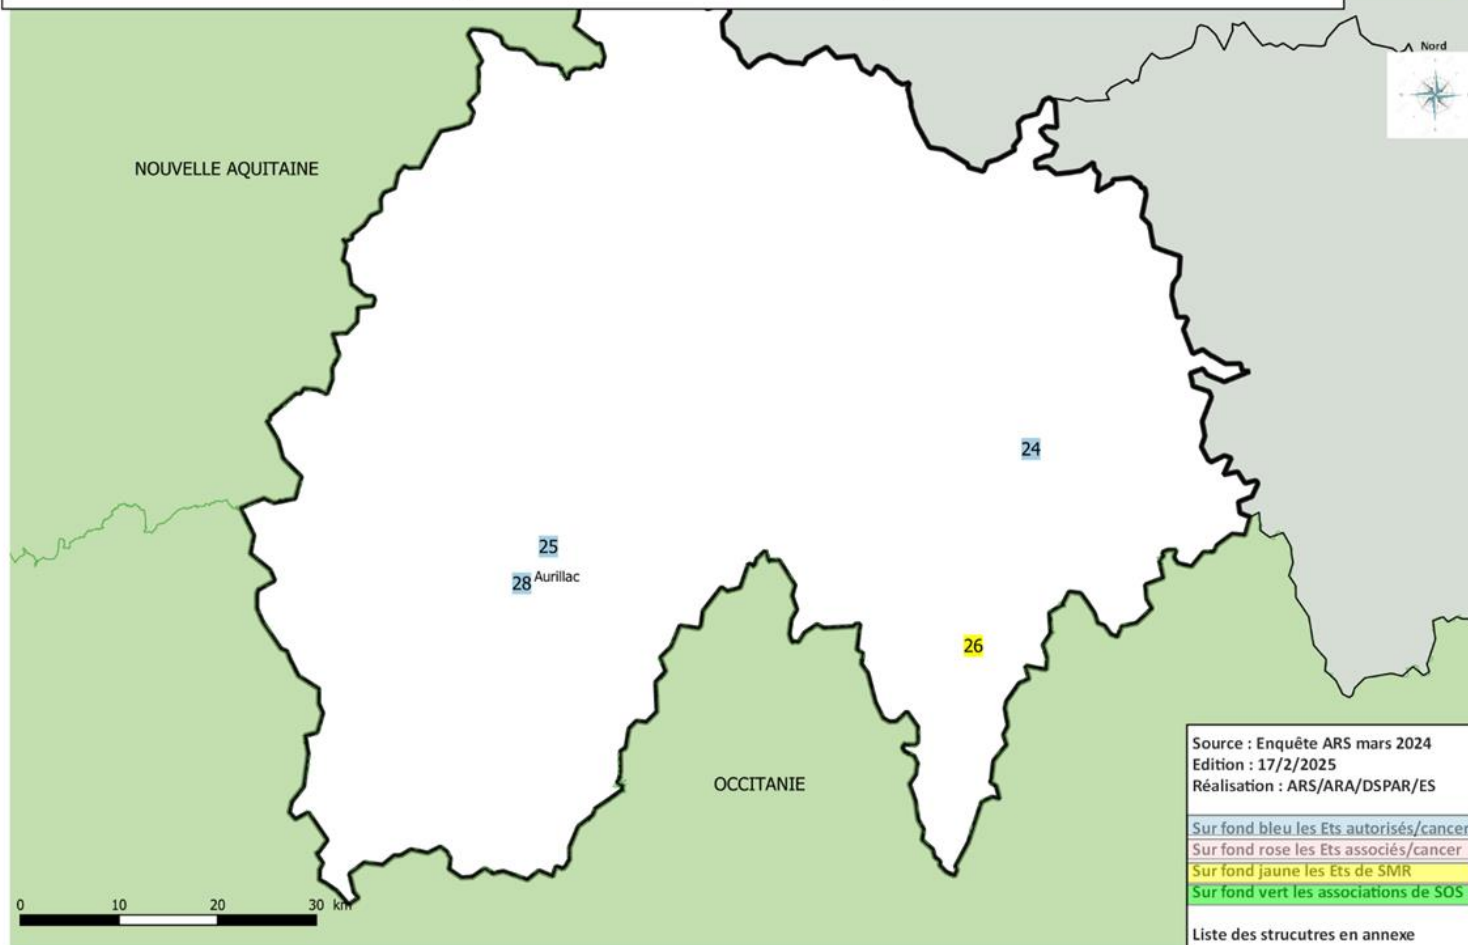 Nord
NOUVELLE AQUITAINE
24
25
28 Aurillac
26
OCCITANIE
Source : Enquête ARS mars 2024
Edition : 17/2/2025
Réalisation : ARS/ARA/DSPAR/ES
Sur fond bleu les Ets autorisés/cancer
Sur fond rose les Ets associés/cancer
Sur fond jaune les Ets de SMR
Sur fond vert les associations de SOS
Liste des strucutres en annexe
0 10 20 30 km